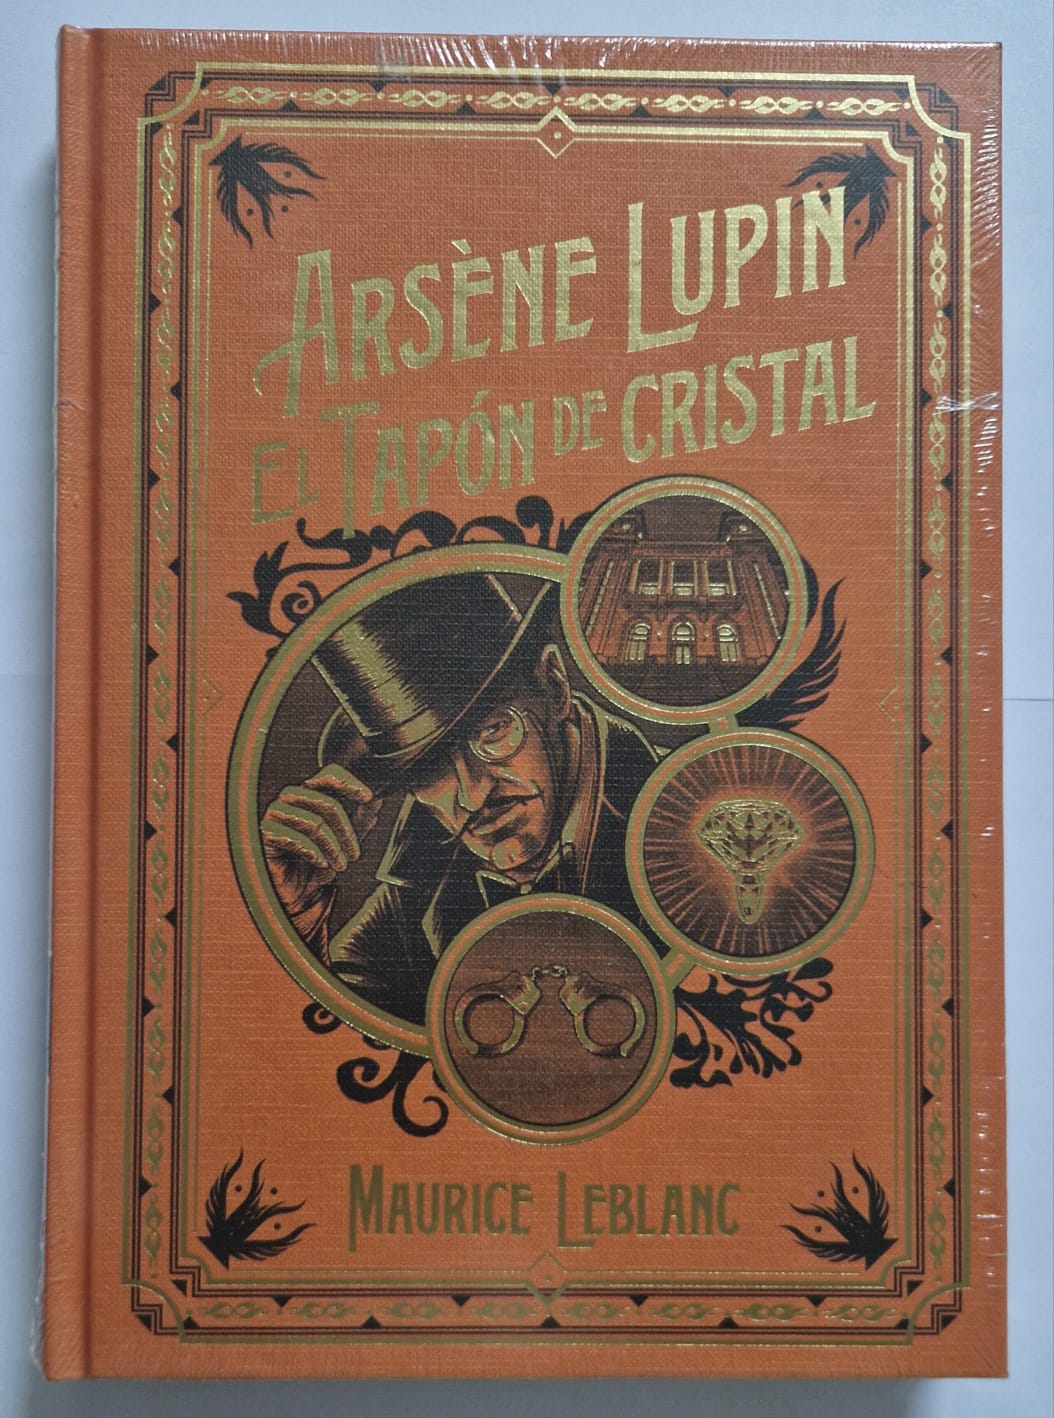 Arsène Lupin
El Tapón de Cristal
Maurice Leblanc